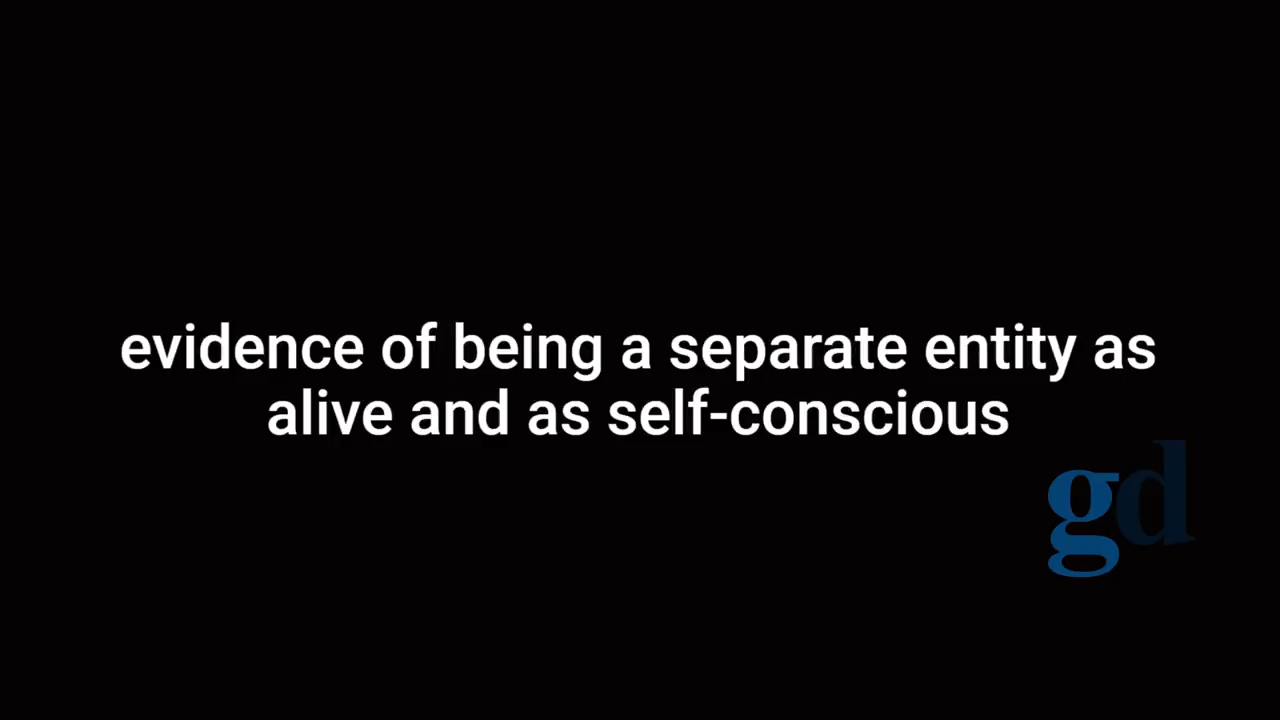 evidence of being a separate entity as
alive and as self-conscious
gd